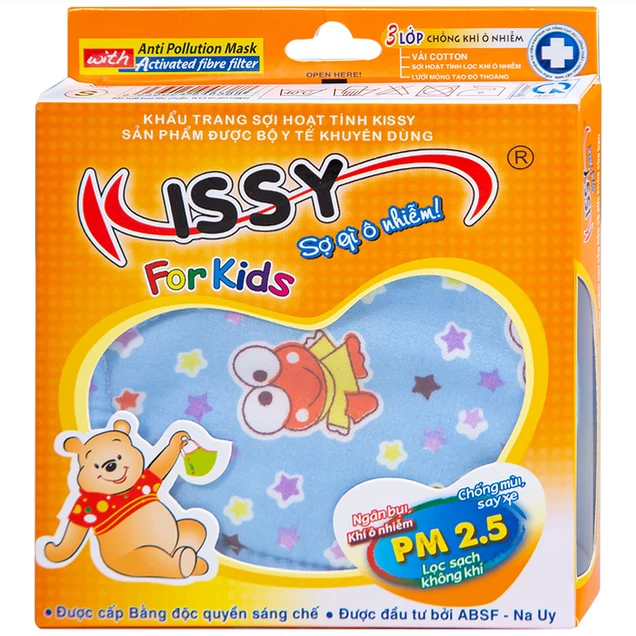 with Anti Pollution Mask
Activated fibre filter
OPEN HERE!
3 LỚP CHỐNG KHÍ Ô NHIỄM
- VẢI COTTON
- SỢI HOẠT TÍNH LỌC KHÍ Ô NHIỄM
- LƯỚI MỎNG TẠO ĐỘ THOÁNG
S
KHẨU TRANG SỢI HOẠT TÍNH KISSY
SẢN PHẨM ĐƯỢC BỘ Y TẾ KHUYÊN DÙNG
KISSY ®
Sợ gì ô nhiễm!
For Kids
Ngăn bụi,
Khí ô nhiễm
Chống mùi,
say xe
PM 2.5
Lọc sạch
không khí
• Được cấp Bằng độc quyền sáng chế • Được đầu tư bởi ABSF - Na Uy